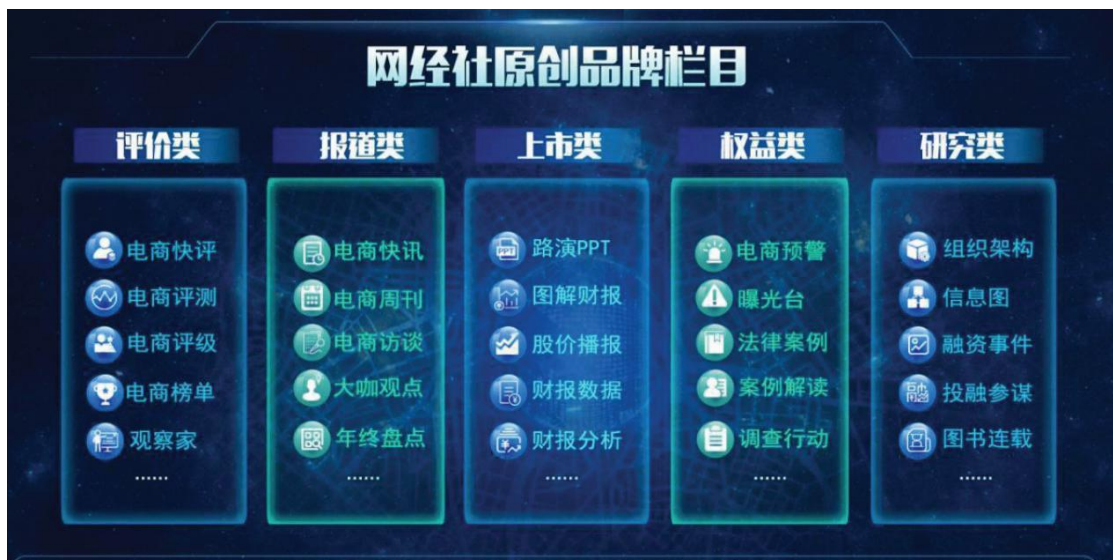 网经社原创品牌栏目
评价类
电商快评
电商评测
电商评级
电商榜单
观察家
......
报道类
电商快讯
电商周刊
电商访谈
大咖观点
年终盘点
......
上市类
PPT
路演PPT
图解财报
股价播报
财报数据
财报分析
......
权益类
电商预警
曝光台
法律案例
案例解读
调查行动
......
研究类
组织架构
信息图
融资事件
融
投融参谋
图书连载
......